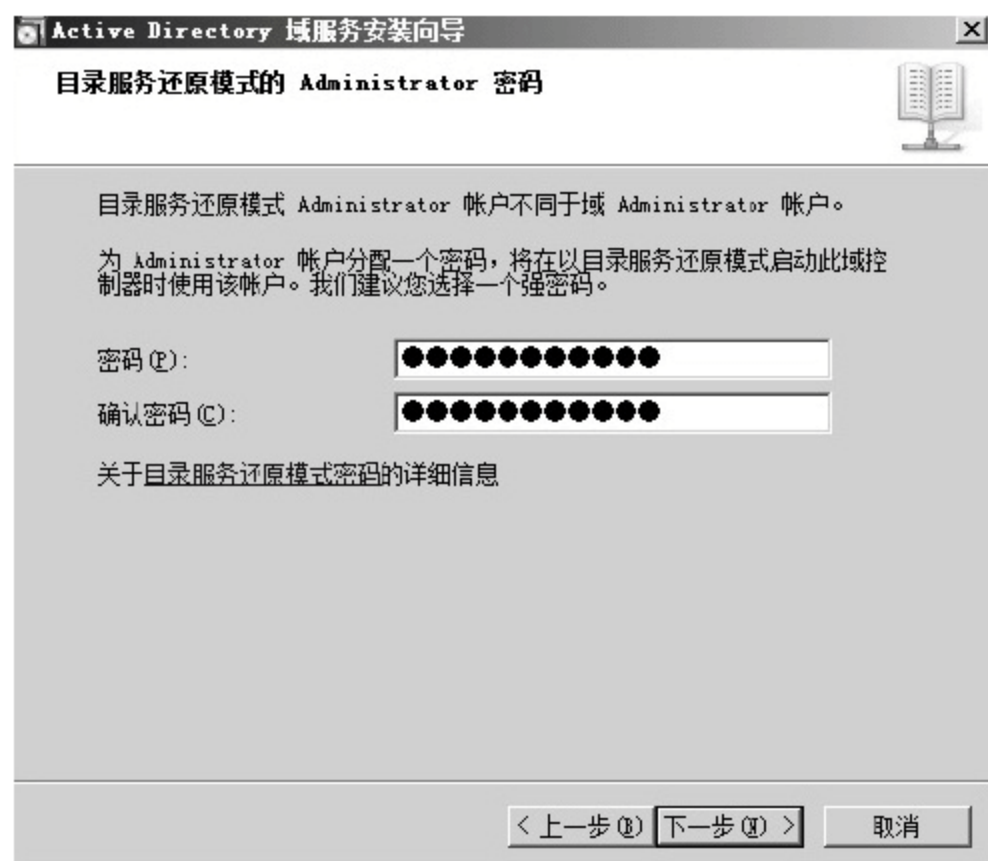 Active Directory 域服务安装向导
目录服务还原模式的 Administrator 密码
目录服务还原模式 Administrator 帐户不同于域 Administrator 帐户。
为 Administrator 帐户分配一个密码，将在以目录服务还原模式启动此域控
制器时使用该帐户。我们建议您选择一个强密码。
密码(P)：
●●●●●●●●●●●
确认密码(C)：
●●●●●●●●●●●
关于目录服务还原模式密码的详细信息
< 上一步(B) 下一步(N) > 取消